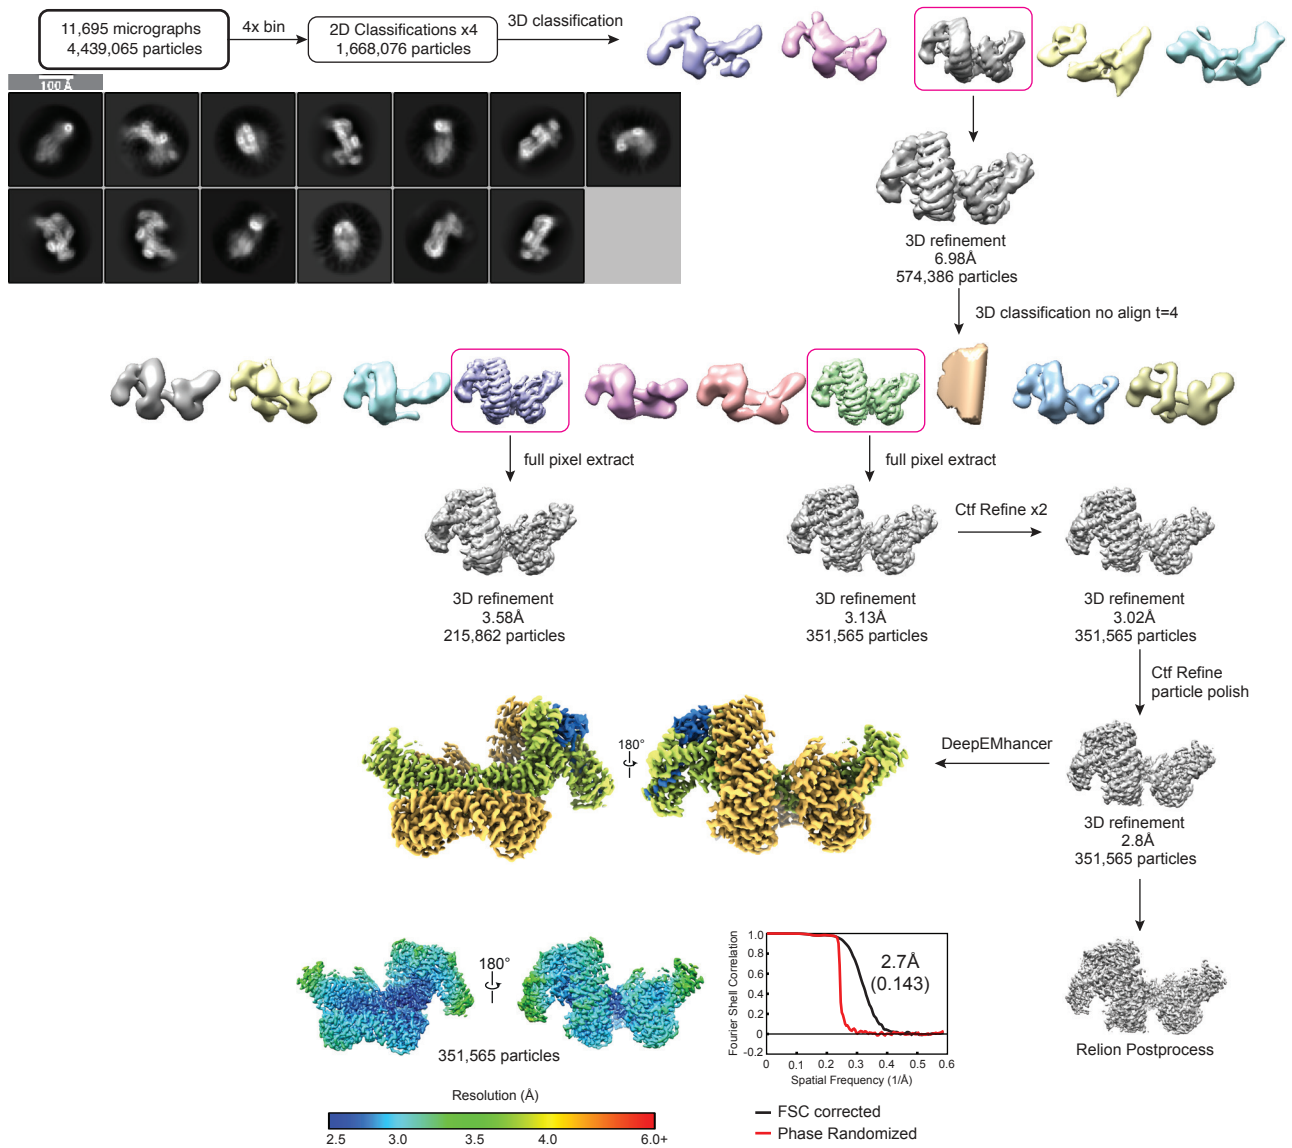 11,695 micrographs
4,439,065 particles
4x bin
2D Classifications x4
1,668,076 particles
3D classification
100 Å
3D refinement
6.98Å
574,386 particles
3D classification no align t=4
full pixel extract
full pixel extract
Ctf Refine x2
3D refinement
3.58Å
215,862 particles
3D refinement
3.13Å
351,565 particles
3D refinement
3.02Å
351,565 particles
Ctf Refine
particle polish
DeepEMhancer
180°
3D refinement
2.8Å
351,565 particles
180°
351,565 particles
Fourier Shell Correlation
1.0
0.8
0.6
0.4
0.2
0
-0.2
2.7Å
(0.143)
0
0.1
0.2
0.3
0.4
0.5
0.6
Spatial Frequency (1/Å)
Relion Postprocess
Resolution (Å)
2.5
3.0
3.5
4.0
6.0+
FSC corrected
Phase Randomized